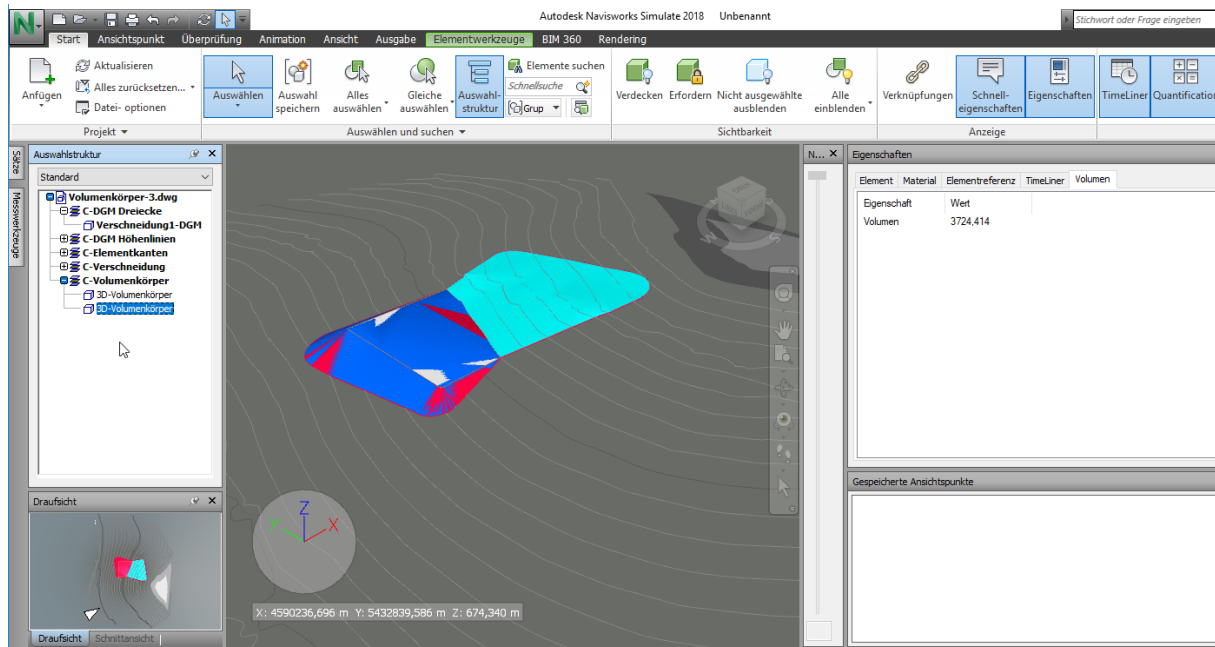 Autodesk Navisworks Simulate 2018 Unbenannt
Stichwort oder Frage eingeben
Start Ansichtspunkt Überprüfung Animation Ansicht Ausgabe Elementwerkzeuge BIM 360 Rendering
Anfügen
Aktualisieren
Alles zurücksetzen...
Datei- optionen
Projekt
Auswählen
Auswahl
speichern
Alles
auswählen
Gleiche
auswählen
Auswahl-
struktur
Elemente suchen
Schnellsuche
Grup
Auswählen und suchen
Verdecken
Erfordern
Nicht ausgewählte
ausblenden
Alle
einblenden
Sichtbarkeit
Verknüpfungen
Schnell-
eigenschaften
Eigenschaften
TimeLiner
Quantification
Anzeige
Sätze
Messwerkzeuge
Auswahlstruktur
Standard
Volumenkörper-3.dwg
C-DGM Dreiecke
Verschneidung1-DGM
C-DGM Höhenlinien
C-Elementkanten
C-Verschneidung
C-Volumenkörper
3D-Volumenkörper
3D-Volumenkörper
Draufsicht
Draufsicht Schnittansicht
W
S
Z
Y
X
X: 4590236,696 m Y: 5432839,586 m Z: 674,340 m
N...
Eigenschaften
Element Material Elementreferenz TimeLiner Volumen
Eigenschaft Wert
Volumen 3724,414
Gespeicherte Ansichtspunkte